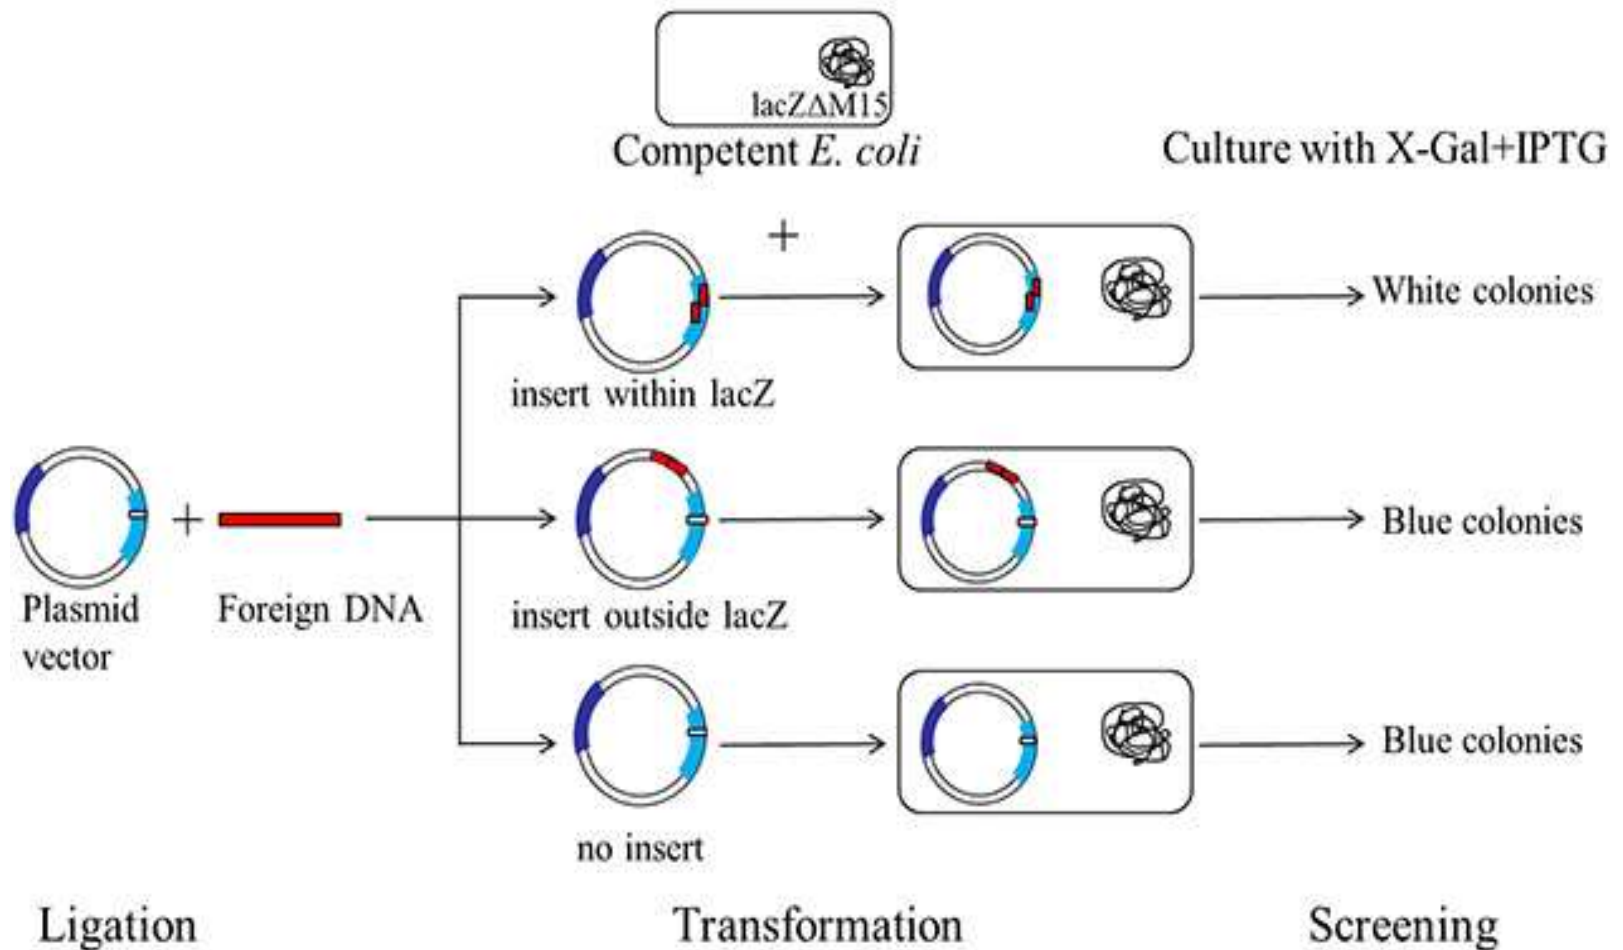 lacZΔM15
Competent E. coli
Culture with X-Gal+IPTG
+
White colonies
insert within lacZ
+
Blue colonies
Plasmid
vector
Foreign DNA
insert outside lacZ
Blue colonies
no insert
Ligation
Transformation
Screening